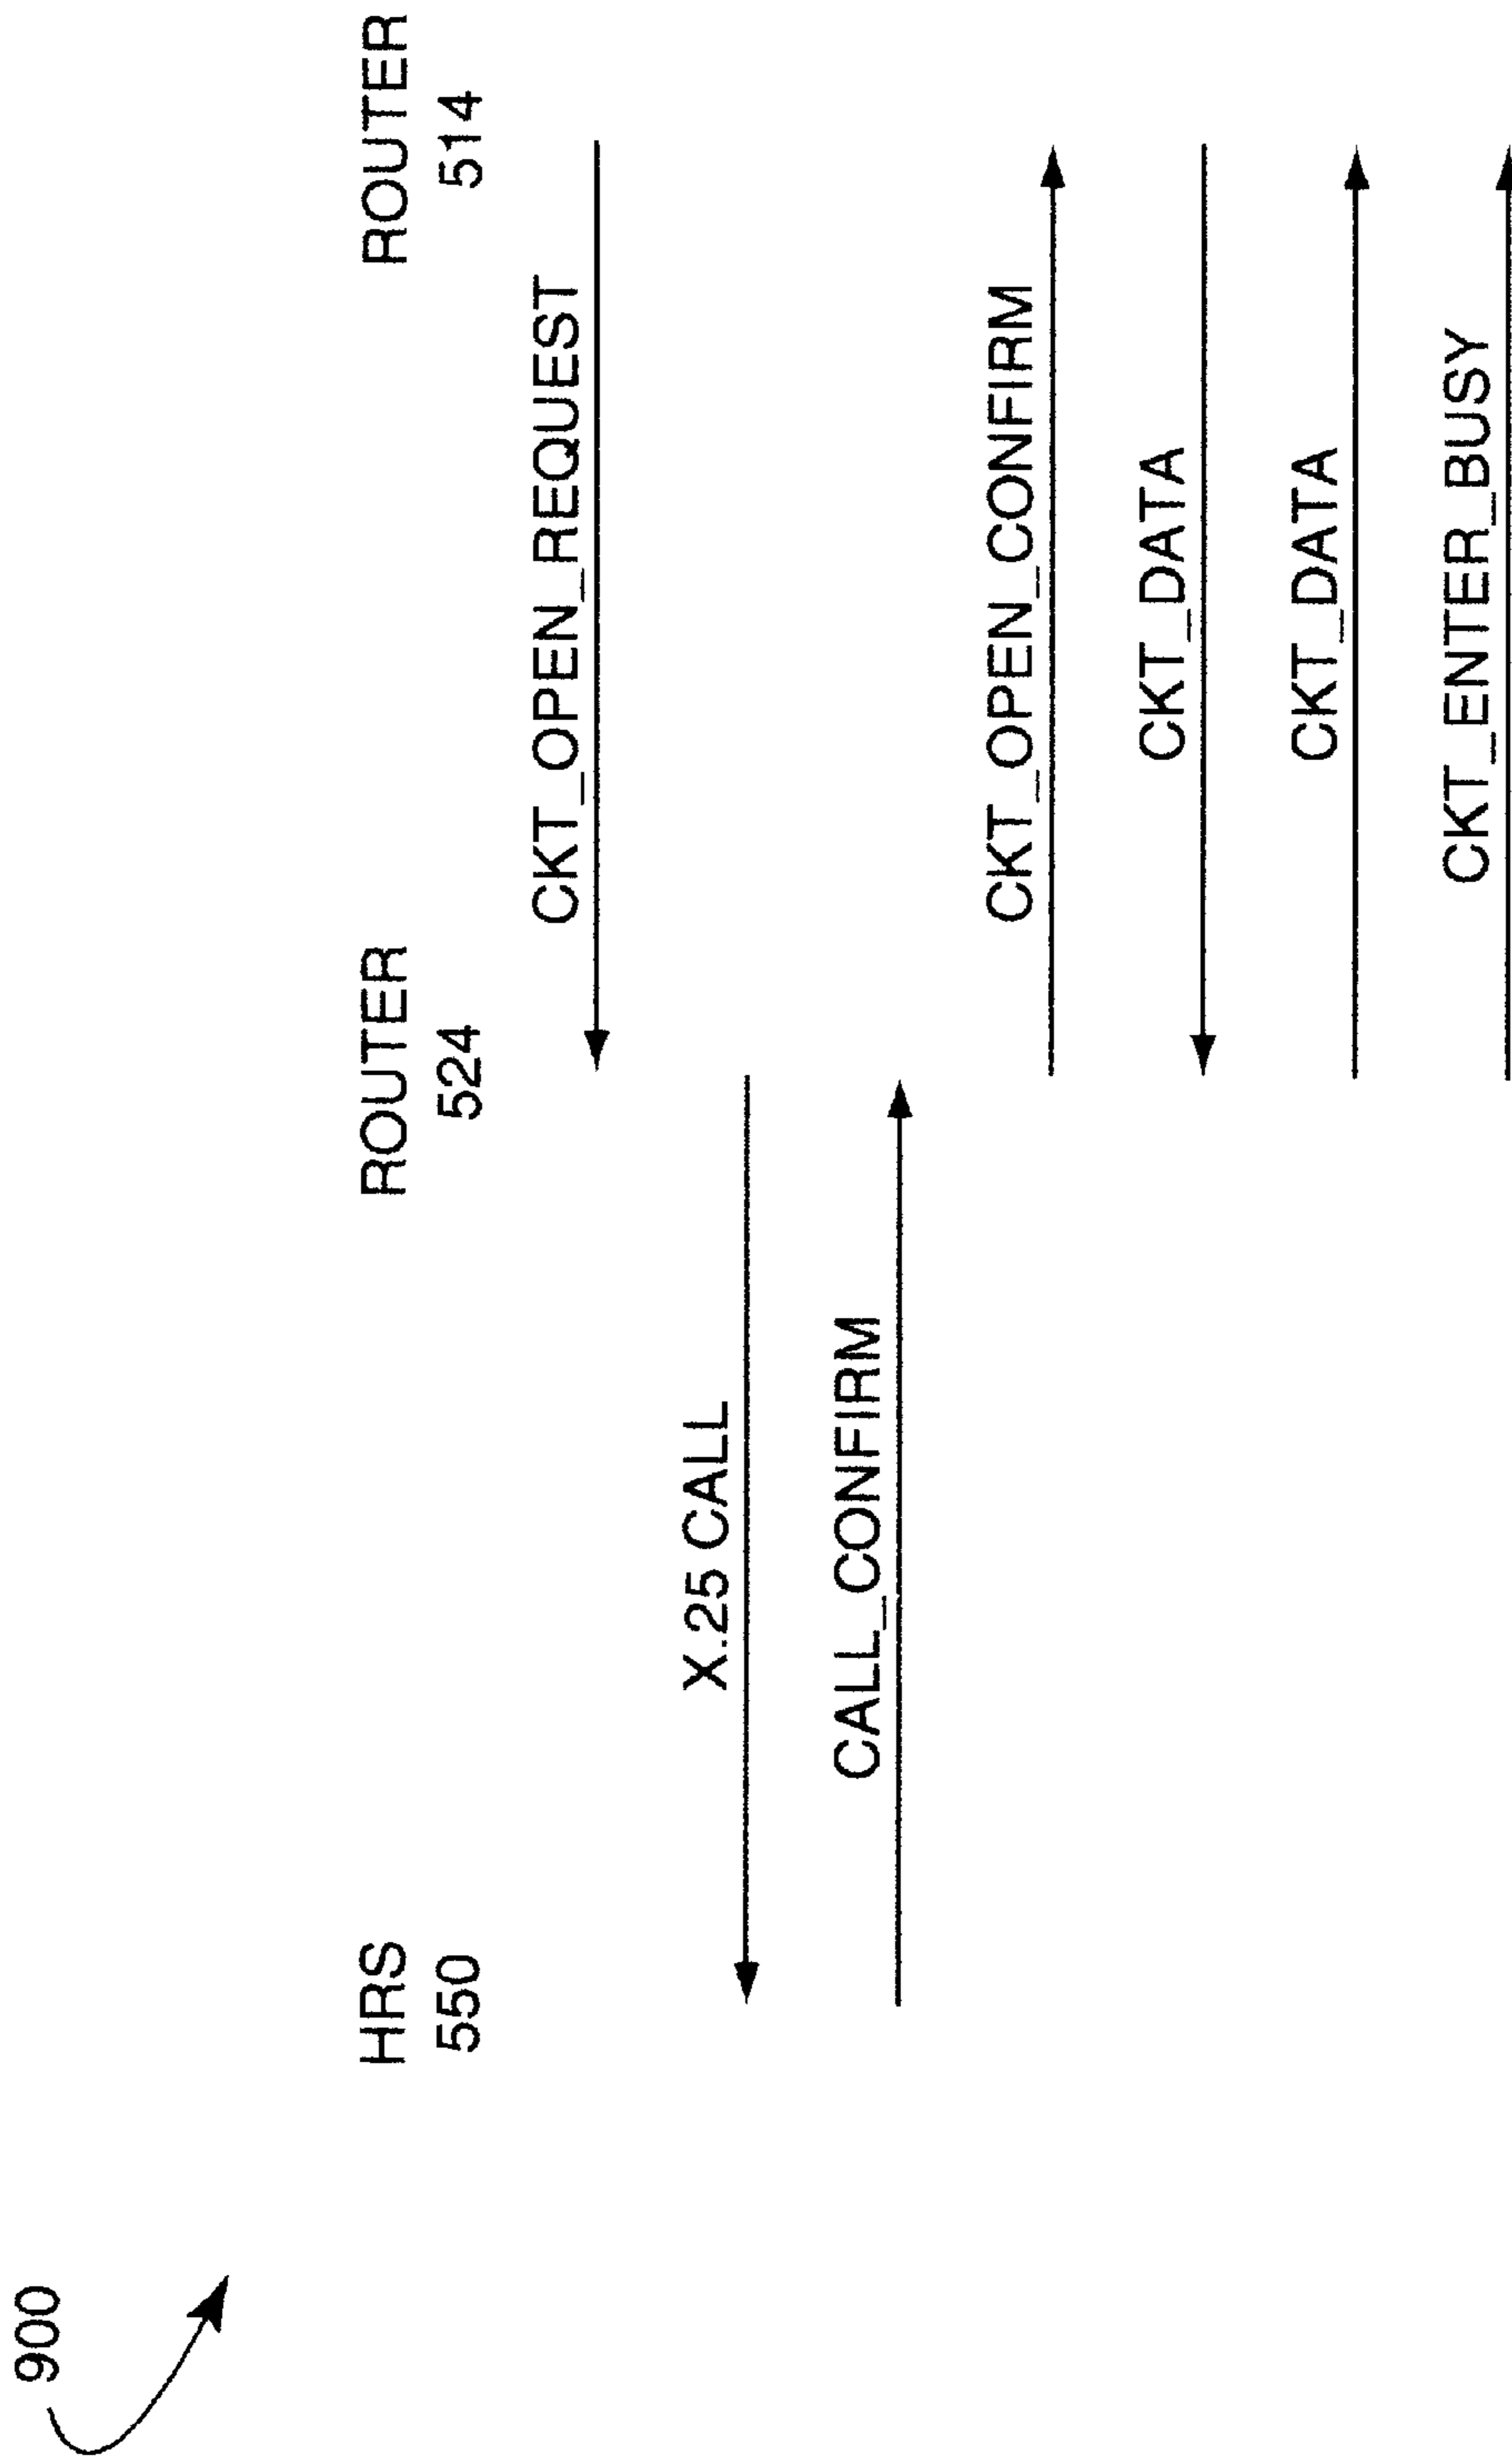 900
HRS
550
ROUTER
524
ROUTER
514
CKT_OPEN_REQUEST
X.25 CALL
CALL_CONFIRM
CKT_OPEN_CONFIRM
CKT_DATA
CKT_DATA
CKT_ENTER_BUSY